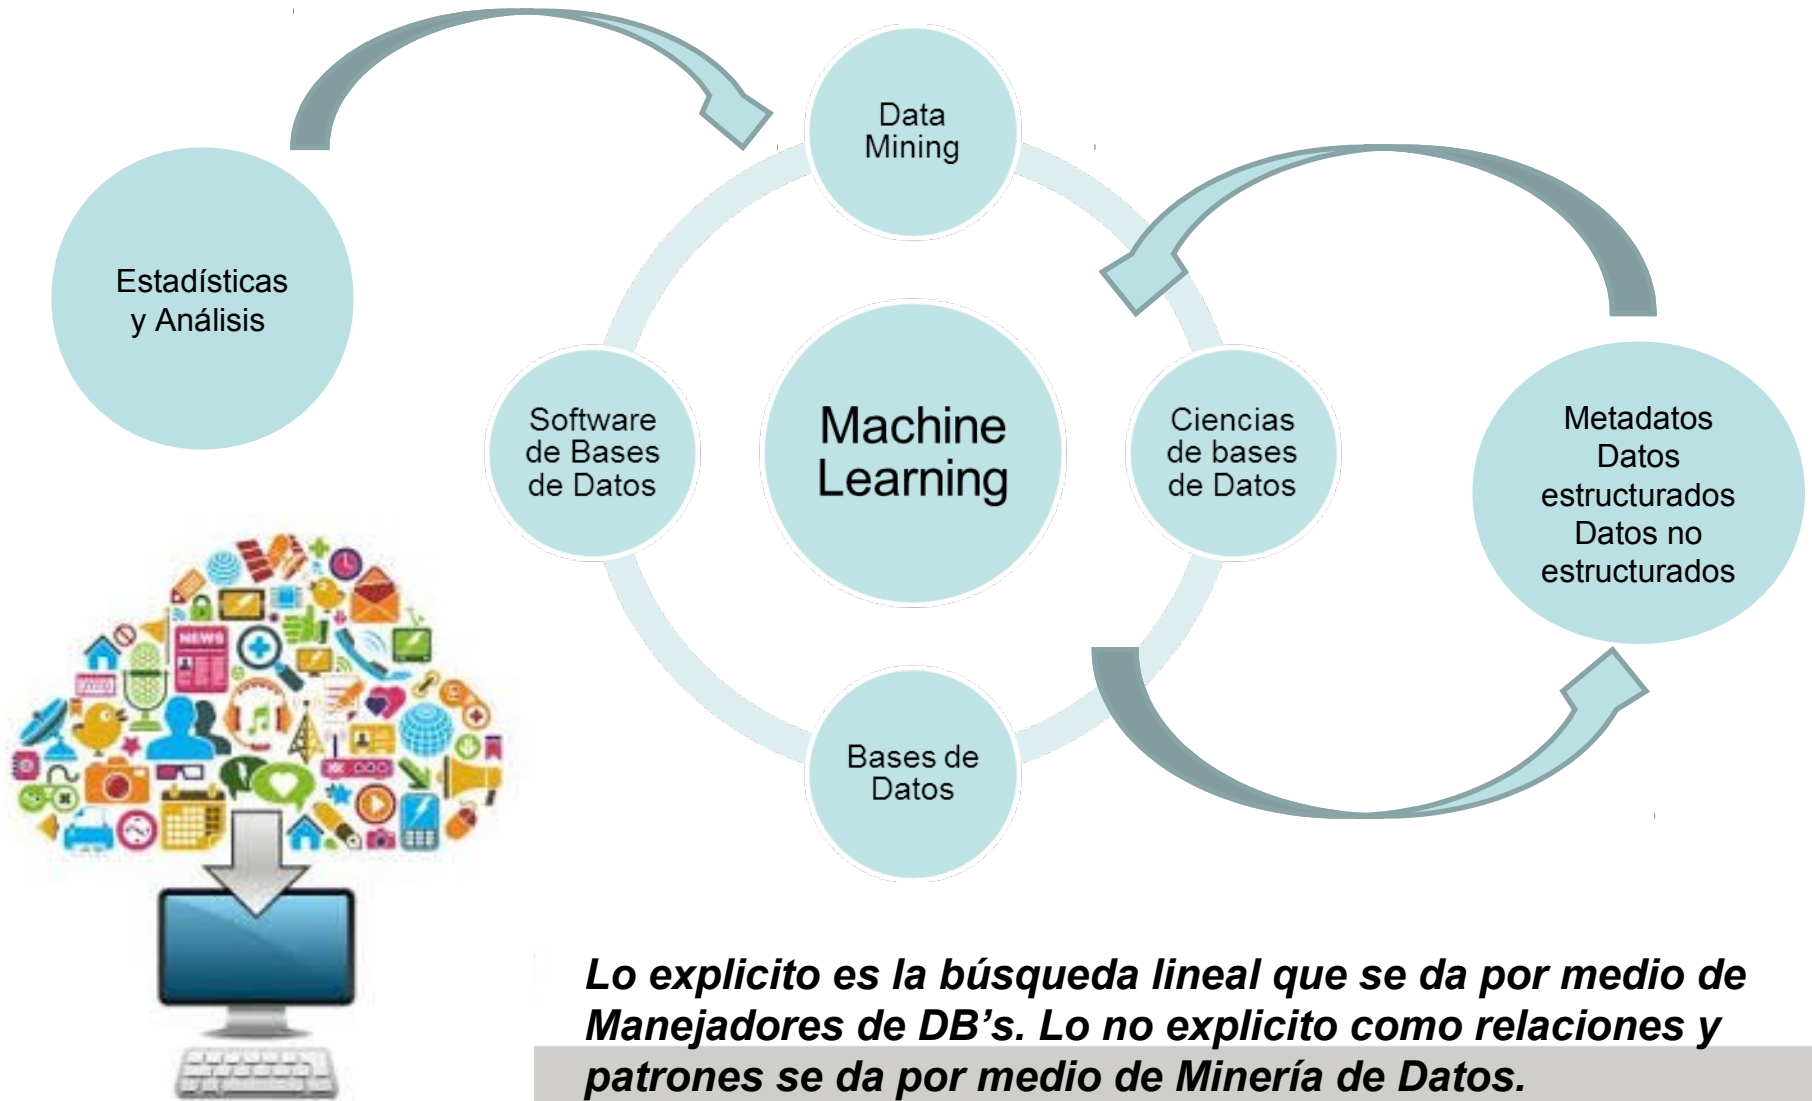 Data
Mining
Estadísticas
y Análisis
Software
de Bases
de Datos
Machine
Learning
Ciencias
de bases
de Datos
Metadatos
Datos
estructurados
Datos no
estructurados
NEWS
Bases de
Datos
Lo explicito es la búsqueda lineal que se da por medio de
Manejadores de DB's. Lo no explicito como relaciones y
patrones se da por medio de Minería de Datos.